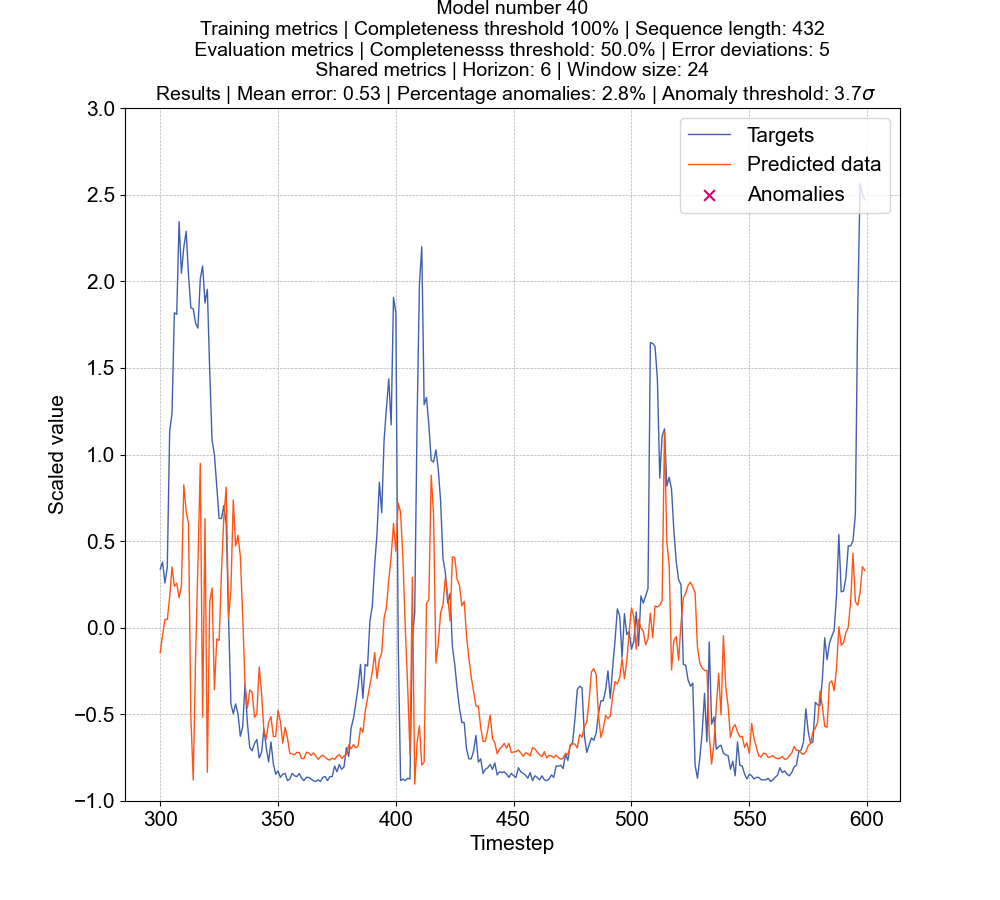 Model number 40
Training metrics | Completeness threshold 100% | Sequence length: 432
Evaluation metrics | Completenesss threshold: 50.0% | Error deviations: 5
Shared metrics | Horizon: 6 | Window size: 24
Results | Mean error: 0.53 | Percentage anomalies: 2.8% | Anomaly threshold: 3.7σ
3.0
2.5
2.0
1.5
1.0
0.5
0.0
−0.5
−1.0
Scaled value
Targets
Predicted data
Anomalies
300 350 400 450 500 550 600
Timestep